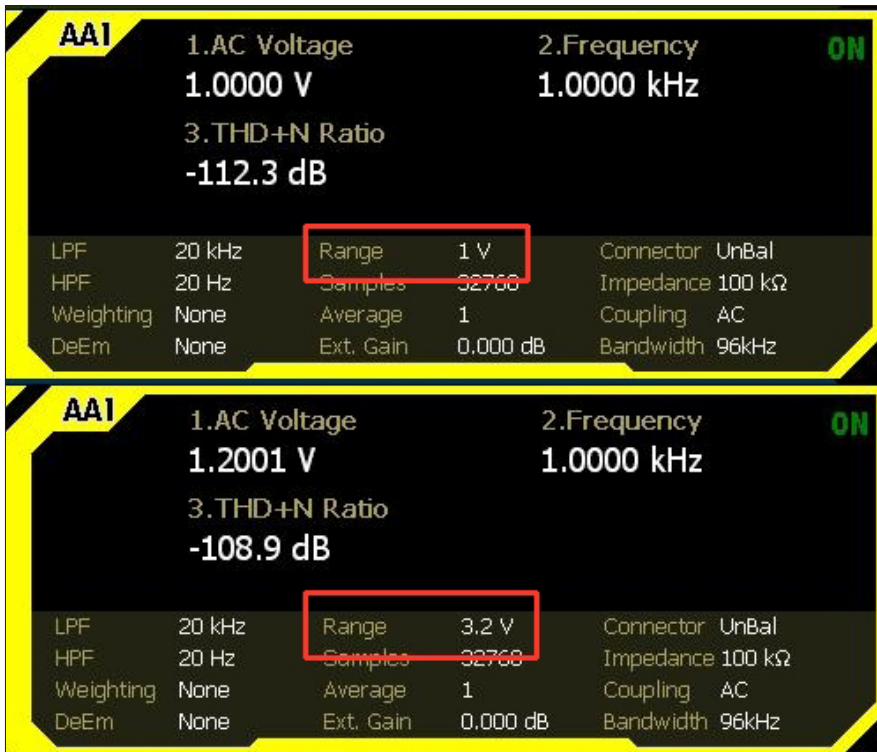 AA1
1.AC Voltage 2.Frequency ON
1.0000 V 1.0000 kHz
3.THD+N Ratio
-112.3 dB
LPF 20 kHz Range 1 V Connector UnBal
HPF 20 Hz Samples 32768 Impedance 100 kΩ
Weighting None Average 1 Coupling AC
DeEm None Ext. Gain 0.000 dB Bandwidth 96kHz
AA1
1.AC Voltage 2.Frequency ON
1.2001 V 1.0000 kHz
3.THD+N Ratio
-108.9 dB
LPF 20 kHz Range 3.2 V Connector UnBal
HPF 20 Hz Samples 32768 Impedance 100 kΩ
Weighting None Average 1 Coupling AC
DeEm None Ext. Gain 0.000 dB Bandwidth 96kHz